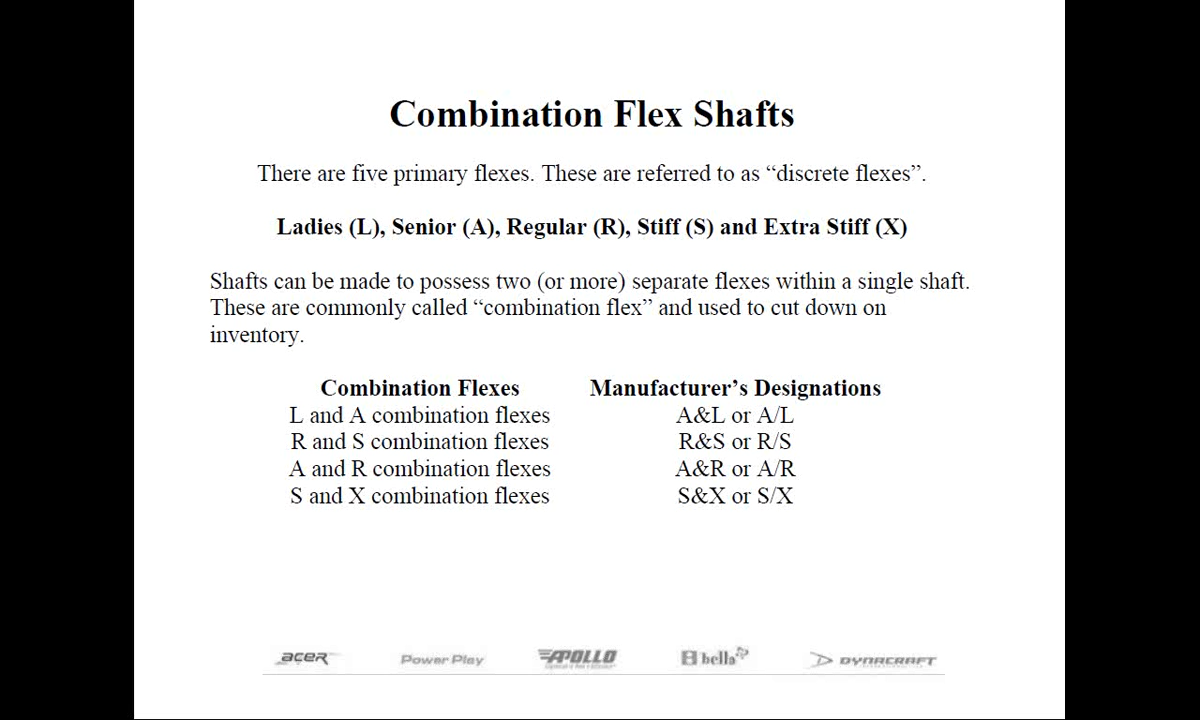 Combination Flex Shafts
There are five primary flexes. These are referred to as “discrete flexes”.
Ladies (L), Senior (A), Regular (R), Stiff (S) and Extra Stiff (X)
Shafts can be made to possess two (or more) separate flexes within a single shaft.
These are commonly called “combination flex” and used to cut down on
inventory.
Combination Flexes Manufacturer’s Designations
L and A combination flexes A&L or A/L
R and S combination flexes R&S or R/S
A and R combination flexes A&R or A/R
S and X combination flexes S&X or S/X
acer Power Play APOLLO bella DYNACRAFT